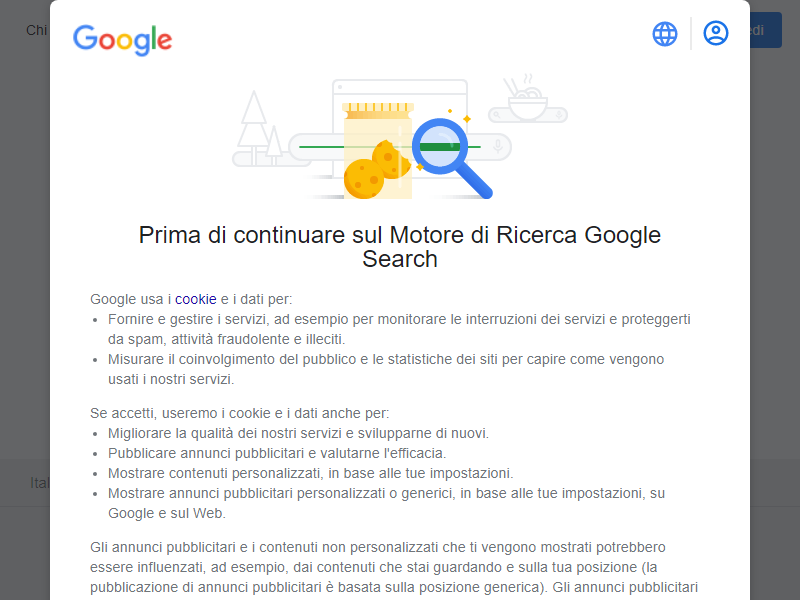 Chi
Google
edi
Prima di continuare sul Motore di Ricerca Google
Search
Google usa i cookie e i dati per:
• Fornire e gestire i servizi, ad esempio per monitorare le interruzioni dei servizi e proteggerti
da spam, attività fraudolente e illeciti.
• Misurare il coinvolgimento del pubblico e le statistiche dei siti per capire come vengono
usati i nostri servizi.
Se accetti, useremo i cookie e i dati anche per:
• Migliorare la qualità dei nostri servizi e svilupparne di nuovi.
• Pubblicare annunci pubblicitari e valutarne l'efficacia.
• Mostrare contenuti personalizzati, in base alle tue impostazioni.
• Mostrare annunci pubblicitari personalizzati o generici, in base alle tue impostazioni, su
Google e sul Web.
Ital
Gli annunci pubblicitari e i contenuti non personalizzati che ti vengono mostrati potrebbero
essere influenzati, ad esempio, dai contenuti che stai guardando e sulla tua posizione (la
pubblicazione di annunci pubblicitari è basata sulla posizione generica). Gli annunci pubblicitari